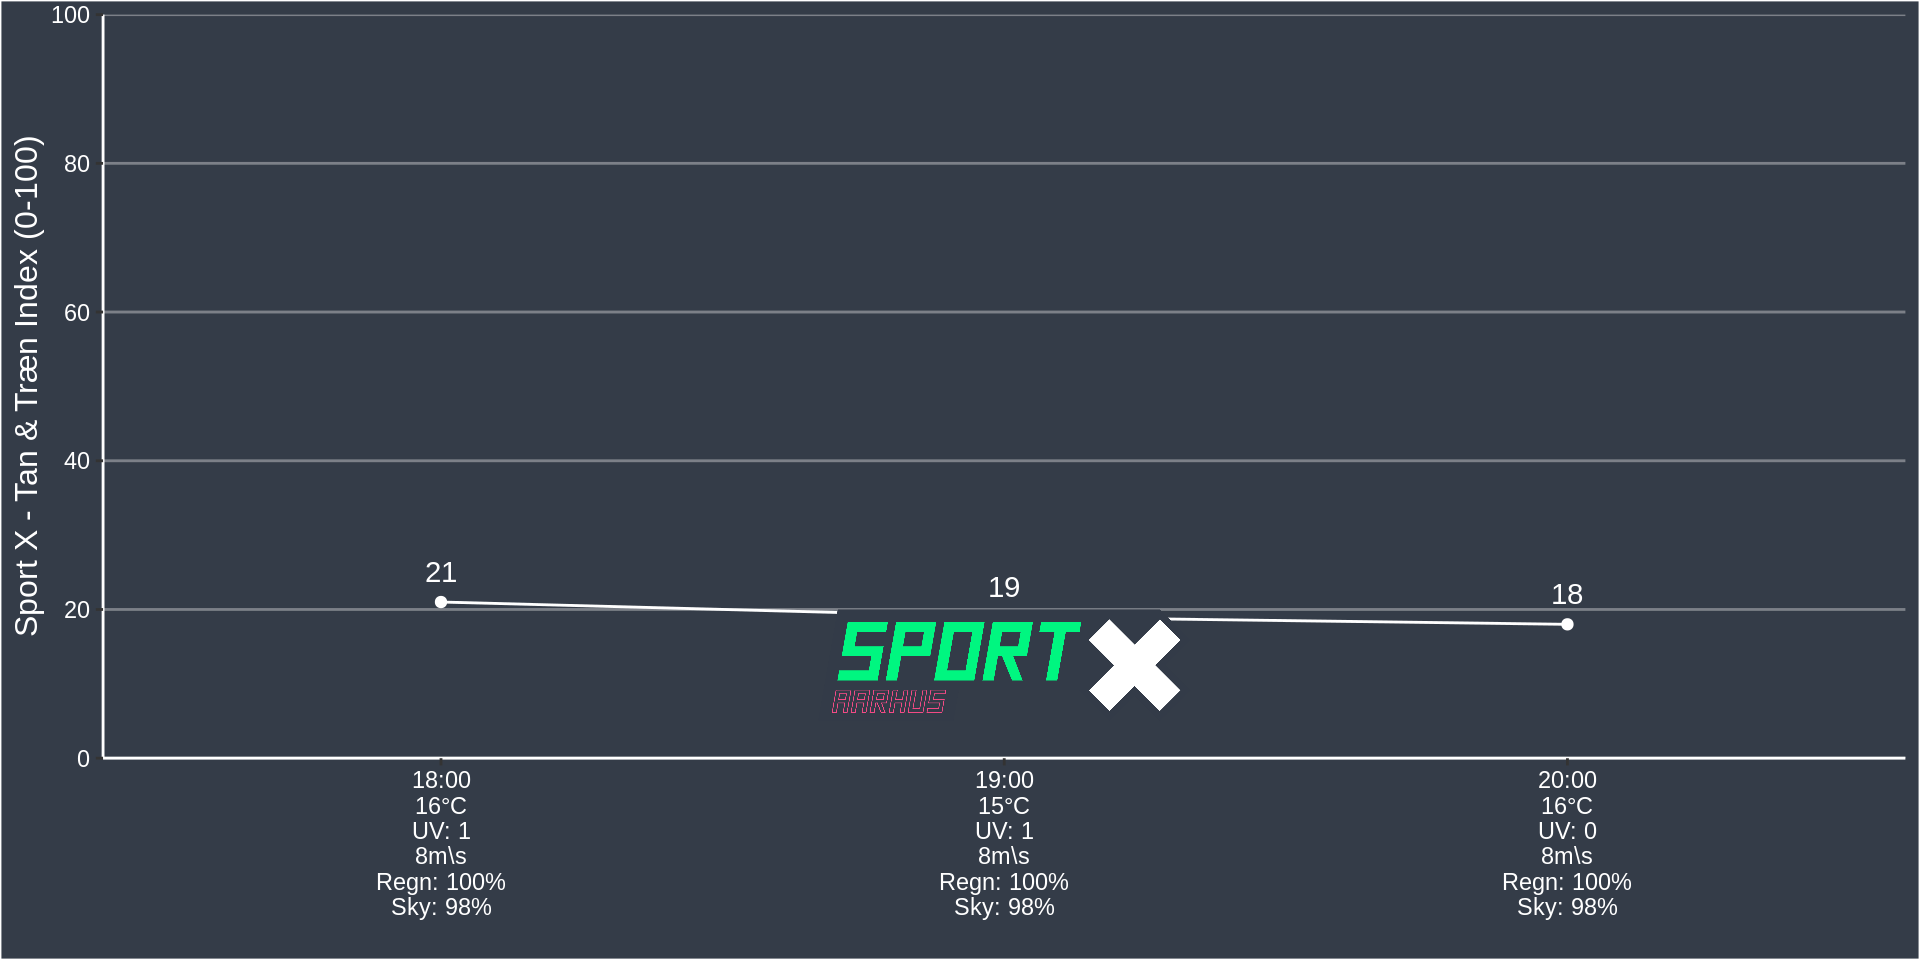 Sport X - Tan & Træn Index (0-100)
100
80
60
40
20
0
21
19
18
SPORT X
AARHUS
18:00
16°C
UV: 1
8m\s
Regn: 100%
Sky: 98%
19:00
15°C
UV: 1
8m\s
Regn: 100%
Sky: 98%
20:00
16°C
UV: 0
8m\s
Regn: 100%
Sky: 98%